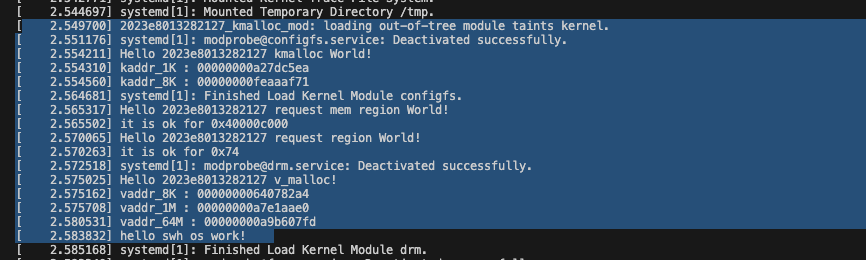 [    2.544697] systemd[1]: Mounted Temporary Directory /tmp.
[    2.549700] 2023e8013282127_kmalloc_mod: loading out-of-tree module taints kernel.
[    2.551176] systemd[1]: modprobe@configfs.service: Deactivated successfully.
[    2.554211] Hello 2023e8013282127 kmalloc World!
[    2.554310] kaddr_1K : 00000000a27dc5ea
[    2.554560] kaddr_8K : 00000000feaaaf71
[    2.564681] systemd[1]: Finished Load Kernel Module configfs.
[    2.565317] Hello 2023e8013282127 request mem region World!
[    2.565502] it is ok for 0x40000c000
[    2.570065] Hello 2023e8013282127 request region World!
[    2.570263] it is ok for 0x74
[    2.572518] systemd[1]: modprobe@drm.service: Deactivated successfully.
[    2.575025] Hello 2023e8013282127 v_malloc!
[    2.575162] vaddr_8K : 00000000640782a4
[    2.575708] vaddr_1M : 00000000a7e1aae0
[    2.580531] vaddr_64M : 00000000a9b607fd
[    2.583832] hello swh os work!
[    2.585168] systemd[1]: Finished Load Kernel Module drm.